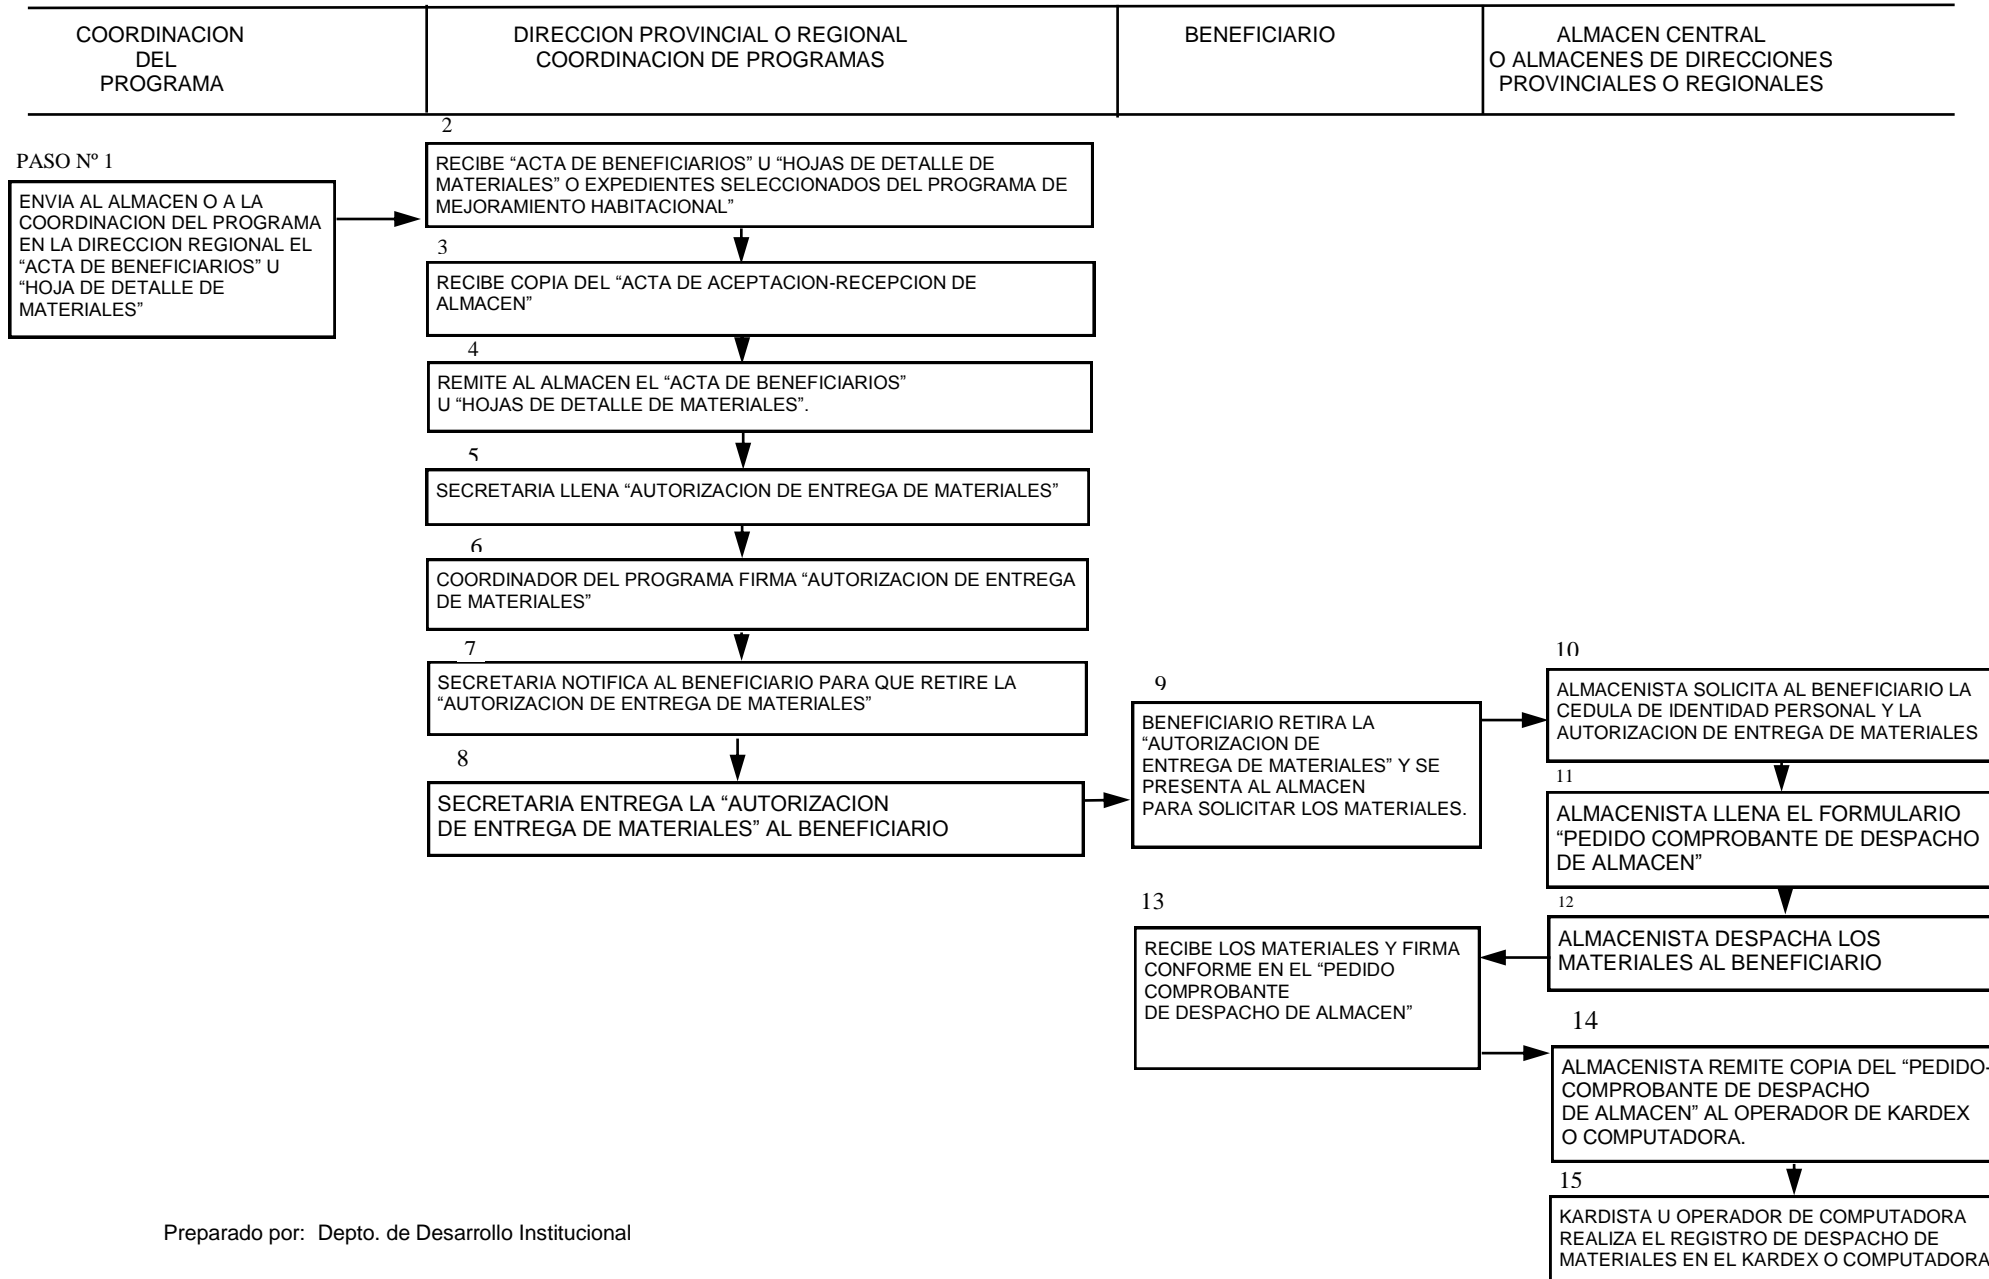 COORDINACION
DEL
PROGRAMA
DIRECCION PROVINCIAL O REGIONAL
COORDINACION DE PROGRAMAS
BENEFICIARIO
ALMACEN CENTRAL
O ALMACENES DE DIRECCIONES
PROVINCIALES O REGIONALES
PASO Nº 1
ENVIA AL ALMACEN O A LA
COORDINACION DEL PROGRAMA
EN LA DIRECCION REGIONAL EL
“ACTA DE BENEFICIARIOS” U
“HOJA DE DETALLE DE
MATERIALES”
2
RECIBE “ACTA DE BENEFICIARIOS” U “HOJAS DE DETALLE DE
MATERIALES” O EXPEDIENTES SELECCIONADOS DEL PROGRAMA DE
MEJORAMIENTO HABITACIONAL”
3
RECIBE COPIA DEL “ACTA DE ACEPTACION-RECEPCION DE
ALMACEN”
4
REMITE AL ALMACEN EL “ACTA DE BENEFICIARIOS”
U “HOJAS DE DETALLE DE MATERIALES”.
5
SECRETARIA LLENA “AUTORIZACION DE ENTREGA DE MATERIALES”
6
COORDINADOR DEL PROGRAMA FIRMA “AUTORIZACION DE ENTREGA
DE MATERIALES”
7
SECRETARIA NOTIFICA AL BENEFICIARIO PARA QUE RETIRE LA
“AUTORIZACION DE ENTREGA DE MATERIALES”
8
SECRETARIA ENTREGA LA “AUTORIZACION
DE ENTREGA DE MATERIALES” AL BENEFICIARIO
9
BENEFICIARIO RETIRA LA
“AUTORIZACION DE
ENTREGA DE MATERIALES” Y SE
PRESENTA AL ALMACEN
PARA SOLICITAR LOS MATERIALES.
10
ALMACENISTA SOLICITA AL BENEFICIARIO LA
CEDULA DE IDENTIDAD PERSONAL Y LA
AUTORIZACION DE ENTREGA DE MATERIALES
11
ALMACENISTA LLENA EL FORMULARIO
“PEDIDO COMPROBANTE DE DESPACHO
DE ALMACEN”
12
ALMACENISTA DESPACHA LOS
MATERIALES AL BENEFICIARIO
13
RECIBE LOS MATERIALES Y FIRMA
CONFORME EN EL “PEDIDO
COMPROBANTE
DE DESPACHO DE ALMACEN”
14
ALMACENISTA REMITE COPIA DEL “PEDIDO-
COMPROBANTE DE DESPACHO
DE ALMACEN” AL OPERADOR DE KARDEX
O COMPUTADORA.
15
KARDISTA U OPERADOR DE COMPUTADORA
REALIZA EL REGISTRO DE DESPACHO DE
MATERIALES EN EL KARDEX O COMPUTADORA
Preparado por: Depto. de Desarrollo Institucional